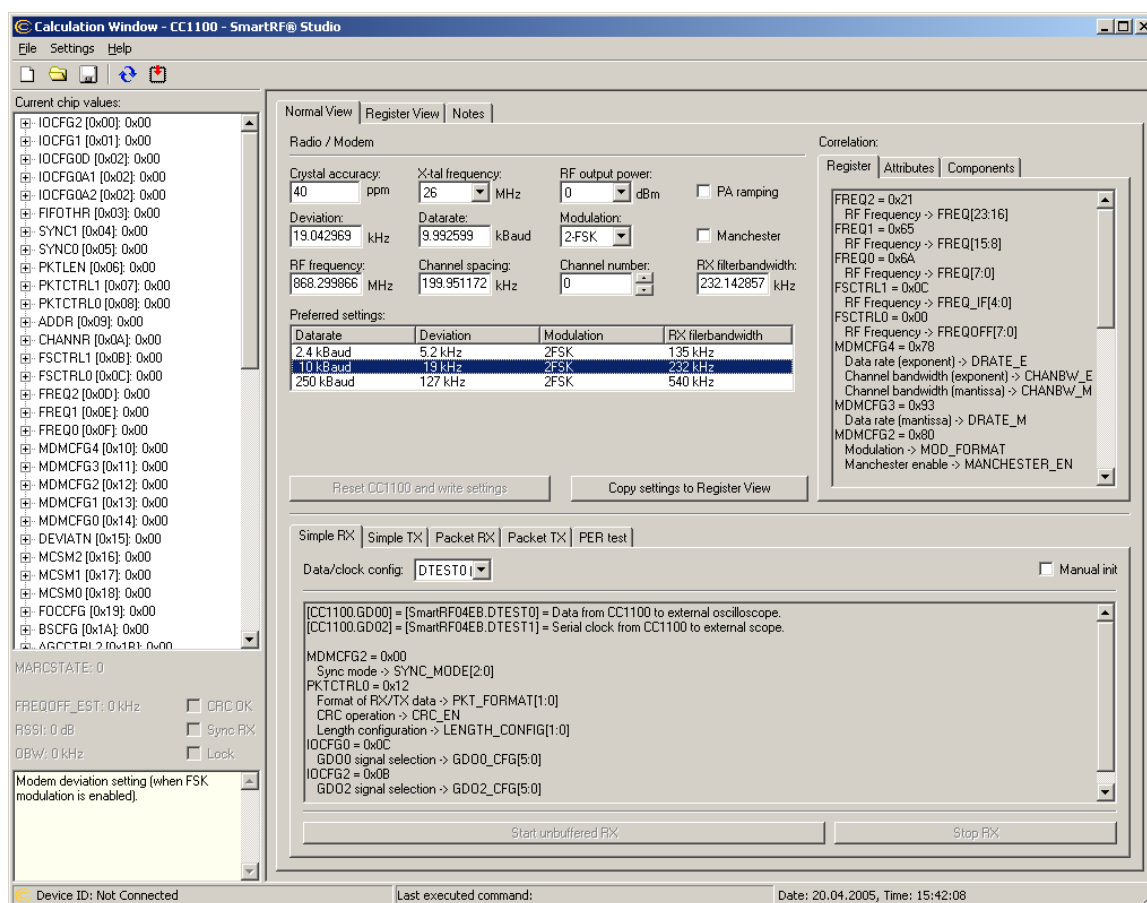 Calculation Window - CC1100 - SmartRF® Studio
File Settings Help
Current chip values:
IOCFG2 [0x00]: 0x00
IOCFG1 [0x01]: 0x00
IOCFG0D [0x02]: 0x00
IOCFG0A1 [0x02]: 0x00
IOCFG0A2 [0x02]: 0x00
FIFOTHR [0x03]: 0x00
SYNC1 [0x04]: 0x00
SYNC0 [0x05]: 0x00
PKTLEN [0x06]: 0x00
PKTCTRL1 [0x07]: 0x00
PKTCTRL0 [0x08]: 0x00
ADDR [0x09]: 0x00
CHANNR [0x0A]: 0x00
FSCTRL1 [0x0B]: 0x00
FSCTRL0 [0x0C]: 0x00
FREQ2 [0x0D]: 0x00
FREQ1 [0x0E]: 0x00
FREQ0 [0x0F]: 0x00
MDMCFG4 [0x10]: 0x00
MDMCFG3 [0x11]: 0x00
MDMCFG2 [0x12]: 0x00
MDMCFG1 [0x13]: 0x00
MDMCFG0 [0x14]: 0x00
DEVIATN [0x15]: 0x00
MCSM2 [0x16]: 0x00
MCSM1 [0x17]: 0x00
MCSM0 [0x18]: 0x00
FOCCFG [0x19]: 0x00
BSCFG [0x1A]: 0x00
AGCCTRL2 [0x1B]: 0x00
MARCSTATE: 0
FREQOFF_EST: 0 kHz CRC OK
RSSI: 0 dB Sync RX
OBW: 0 kHz Lock
Modem deviation setting (when FSK
modulation is enabled).
Normal View Register View Notes
Radio / Modem
Crystal accuracy: X-tal frequency: RF output power:
40 ppm 26 MHz 0 dBm PA ramping
Deviation: Datarate: Modulation:
19.042969 kHz 9.992599 kBaud 2-FSK Manchester
RF frequency: Channel spacing: Channel number: RX filterbandwidth:
868.299866 MHz 199.951172 kHz 0 232.142857 kHz
Preferred settings:
Datarate Deviation Modulation RX filerbandwidth
2.4 kBaud 5.2 kHz 2FSK 135 kHz
10 kBaud 19 kHz 2FSK 232 kHz
250 kBaud 127 kHz 2FSK 540 kHz
Reset CC1100 and write settings Copy settings to Register View
Correlation:
Register Attributes Components
FREQ2 = 0x21
RF Frequency -> FREQ[23:16]
FREQ1 = 0x65
RF Frequency -> FREQ[15:8]
FREQ0 = 0x6A
RF Frequency -> FREQ[7:0]
FSCTRL1 = 0x0C
RF Frequency -> FREQ_IF[4:0]
FSCTRL0 = 0x00
RF Frequency -> FREQOFF[7:0]
MDMCFG4 = 0x78
Data rate (exponent) -> DRATE_E
Channel bandwidth (exponent) -> CHANBW_E
Channel bandwidth (mantissa) -> CHANBW_M
MDMCFG3 = 0x93
Data rate (mantissa) -> DRATE_M
MDMCFG2 = 0x80
Modulation -> MOD_FORMAT
Manchester enable -> MANCHESTER_EN
Simple RX Simple TX Packet RX Packet TX PER test
Data/clock config: DTEST0 Manual init
[CC1100.GD00] = [SmartRF04EB.DTEST0] = Data from CC1100 to external oscilloscope.
[CC1100.GD02] = [SmartRF04EB.DTEST1] = Serial clock from CC1100 to external scope.
MDMCFG2 = 0x00
Sync mode -> SYNC_MODE[2:0]
PKTCTRL0 = 0x12
Format of RX/TX data -> PKT_FORMAT[1:0]
CRC operation -> CRC_EN
Length configuration -> LENGTH_CONFIG[1:0]
IOCFG0 = 0x0C
GDO0 signal selection -> GDO0_CFG[5:0]
IOCFG2 = 0x0B
GDO2 signal selection -> GDO2_CFG[5:0]
Start unbuffered RX Stop RX
Device ID: Not Connected Last executed command: Date: 20.04.2005, Time: 15:42:08